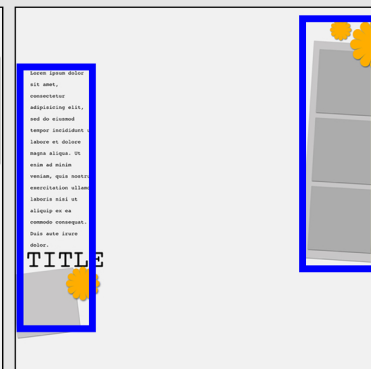 Lorem ipsum dolor
sit amet,
consectetur
adipisicing elit,
sed do eiusmod
tempor incididunt u
labore et dolore
magna aliqua. Ut
enim ad minim
veniam, quis nostru
exercitation ullamc
laboris nisi ut
aliquip ex ea
commodo consequat.
Duis aute irure
dolor.
TITLE